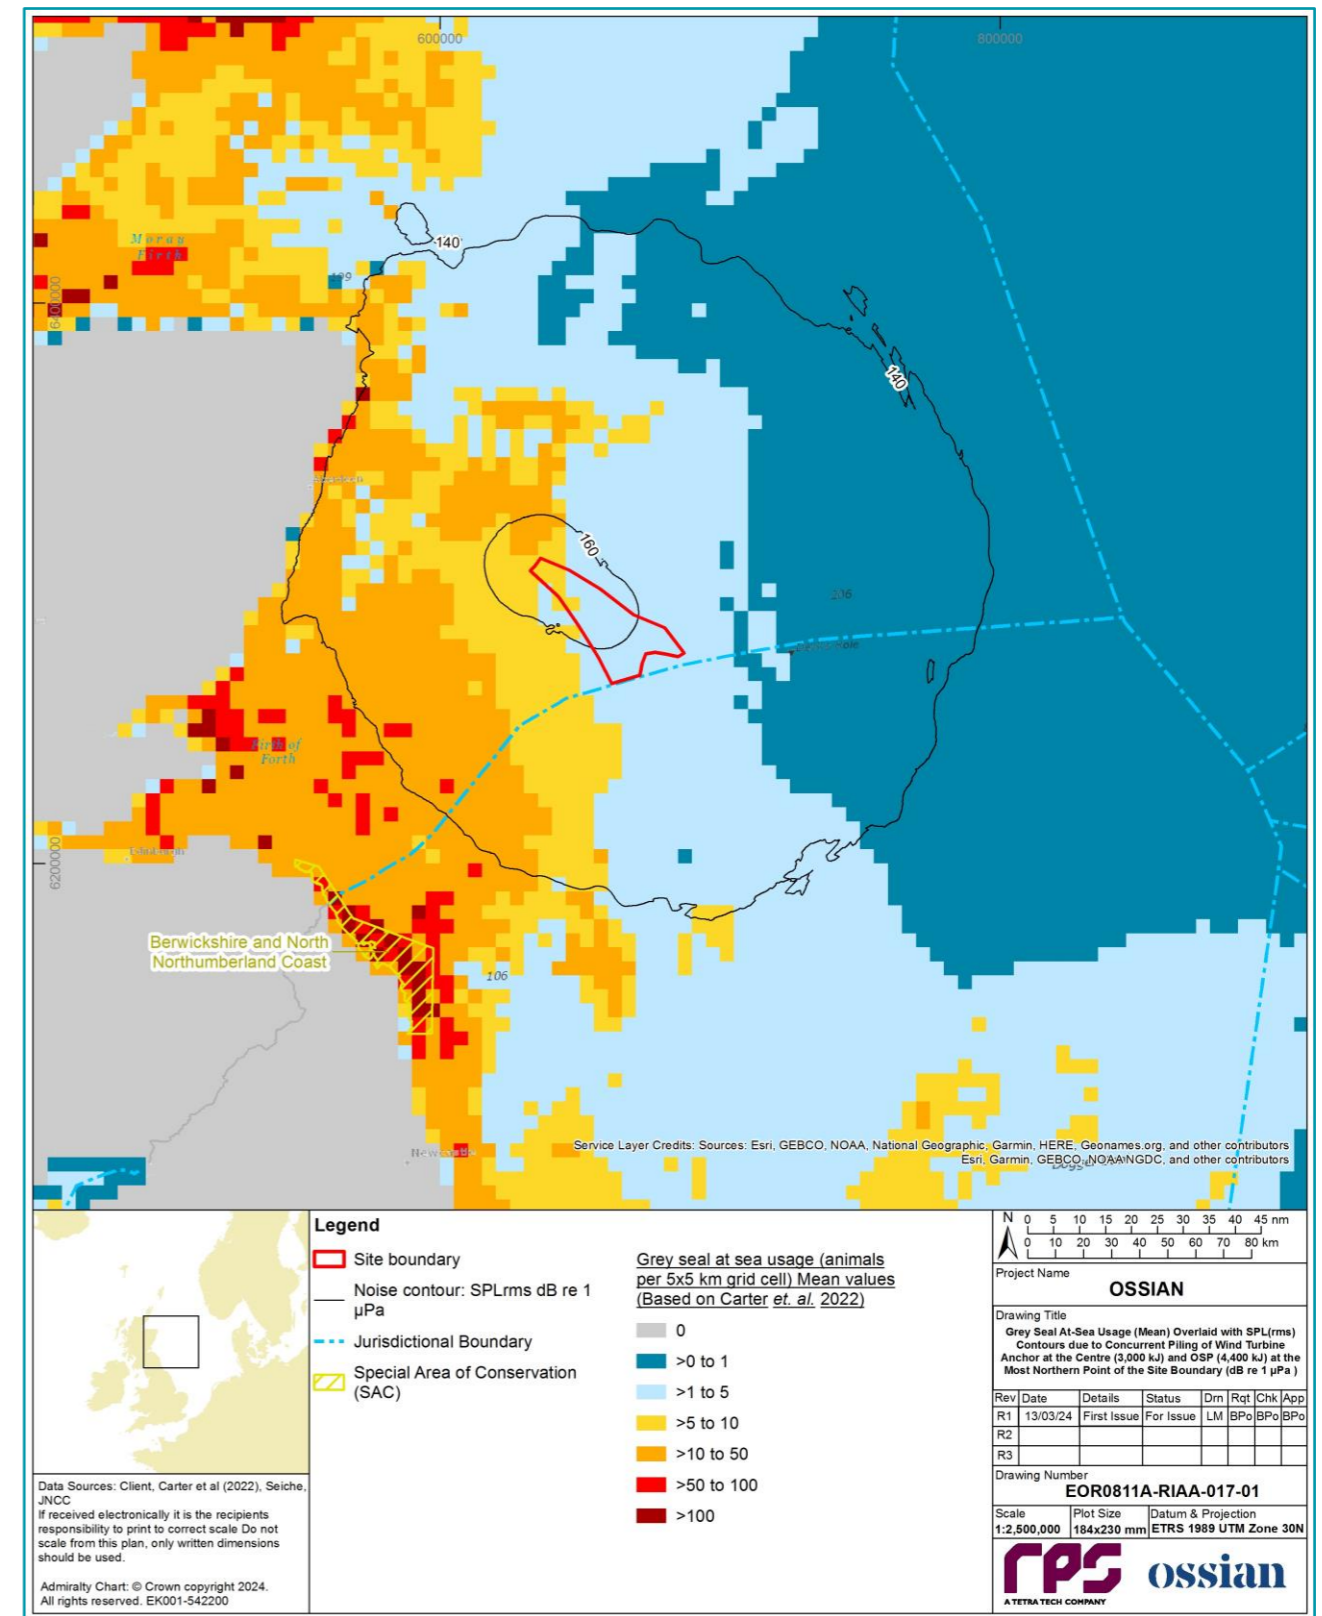 600000
800000
Moray
Firth
199
6400000
140
140
160
Aberdeen
206
Firth of
Forth
Edinburgh
6200000
Berwickshire and North
Northumberland Coast
106
Newcastle
Service Layer Credits: Sources: Esri, GEBCO, NOAA, National Geographic, Garmin, HERE, Geonames.org, and other contributors
Esri, Garmin, GEBCO, NOAA NGDC, and other contributors
Legend
Site boundary
Noise contour: SPLrms dB re 1
µPa
Jurisdictional Boundary
Special Area of Conservation
(SAC)
Grey seal at sea usage (animals
per 5x5 km grid cell) Mean values
(Based on Carter et. al. 2022)
0
>0 to 1
>1 to 5
>5 to 10
>10 to 50
>50 to 100
>100
Data Sources: Client, Carter et al (2022), Seiche,
JNCC
If received electronically it is the recipients
responsibility to print to correct scale Do not
scale from this plan, only written dimensions
should be used.
Admiralty Chart: © Crown copyright 2024.
All rights reserved. EK001-542200
N
0 5 10 15 20 25 30 35 40 45 nm
0 10 20 30 40 50 60 70 80 km
Project Name
OSSIAN
Drawing Title
Grey Seal At-Sea Usage (Mean) Overlaid with SPL(rms)
Contours due to Concurrent Piling of Wind Turbine
Anchor at the Centre (3,000 kJ) and OSP (4,400 kJ) at the
Most Northern Point of the Site Boundary (dB re 1 µPa )
Rev Date Details Status Drn Rqt Chk App
R1 13/03/24 First Issue For Issue LM BPo BPo BPo
R2
R3
Drawing Number
EOR0811A-RIAA-017-01
Scale Plot Size Datum & Projection
1:2,500,000 184x230 mm ETRS 1989 UTM Zone 30N
rps ossian
A TETRA TECH COMPANY